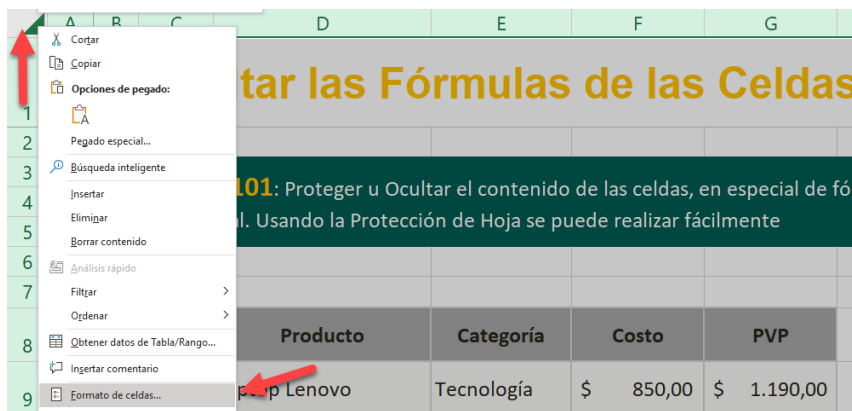 A B C D E F G
Cortar
Copiar
Opciones de pegado:
Pegado especial...
Búsqueda inteligente
Insertar
Eliminar
Borrar contenido
Análisis rápido
Filtrar
Ordenar
Obtener datos de Tabla/Rango...
Insertar comentario
Formato de celdas...
1 tar las Fórmulas de las Celdas
2
3
101: Proteger u Ocultar el contenido de las celdas, en especial de fó
4
5 l. Usando la Protección de Hoja se puede realizar fácilmente
6
7
8 Producto Categoría Costo PVP
9 ptop Lenovo Tecnología $ 850,00 $ 1.190,00